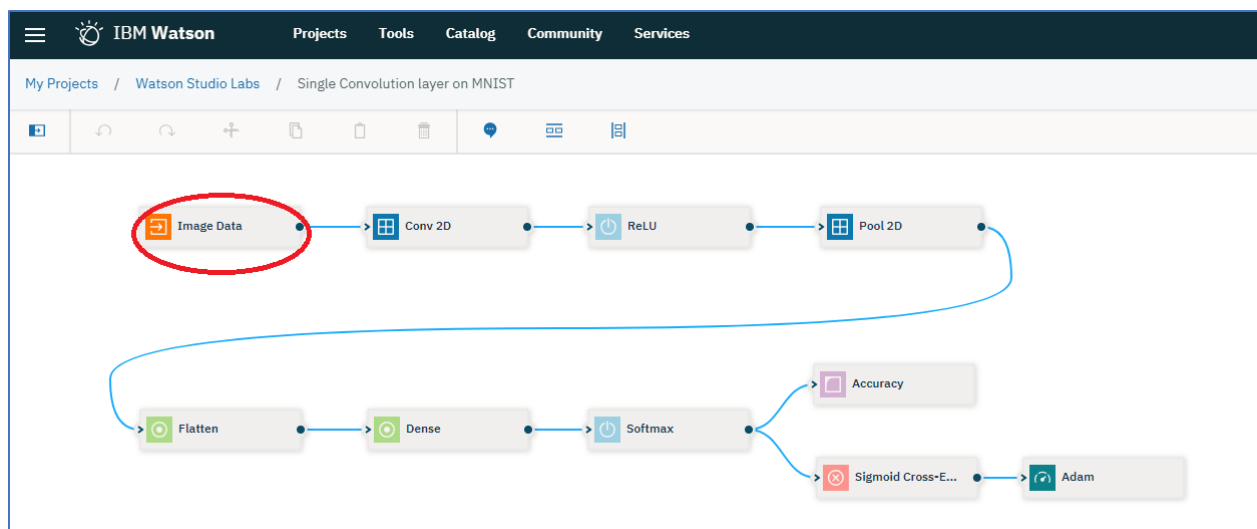 IBM Watson Projects Tools Catalog Community Services
My Projects / Watson Studio Labs / Single Convolution layer on MNIST
Image Data Conv 2D ReLU Pool 2D
Accuracy
Flatten Dense Softmax
Sigmoid Cross-E... Adam